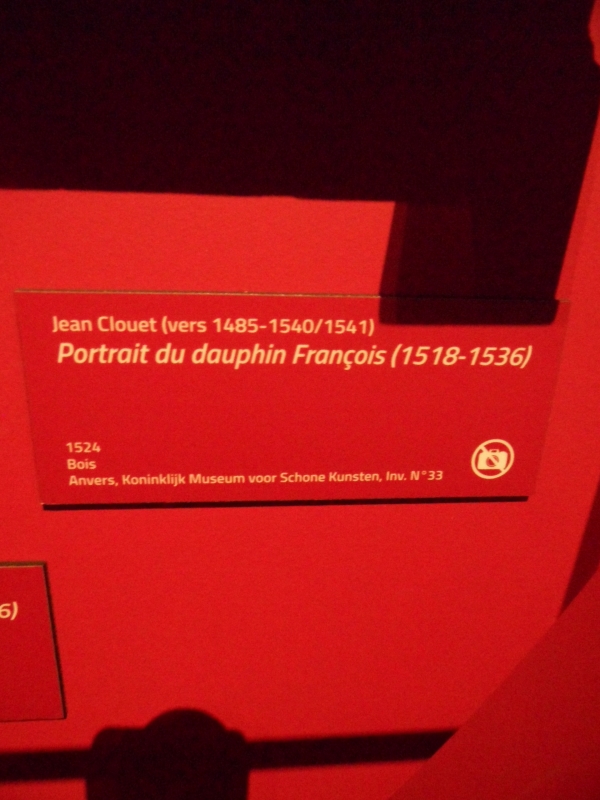 Jean Clouet (vers 1485-1540/1541)
Portrait du dauphin François (1518-1536)
1524
Bois
Anvers, Koninklijk Museum voor Schone Kunsten, Inv. N°33
6)